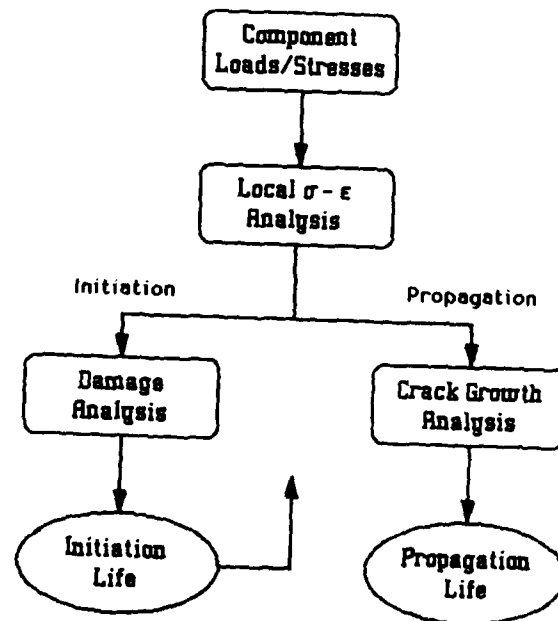 Component
Loads/Stresses
Local σ - ε
Analysis
Initiation
Propagation
Damage
Analysis
Crack Growth
Analysis
Initiation
Life
Propagation
Life